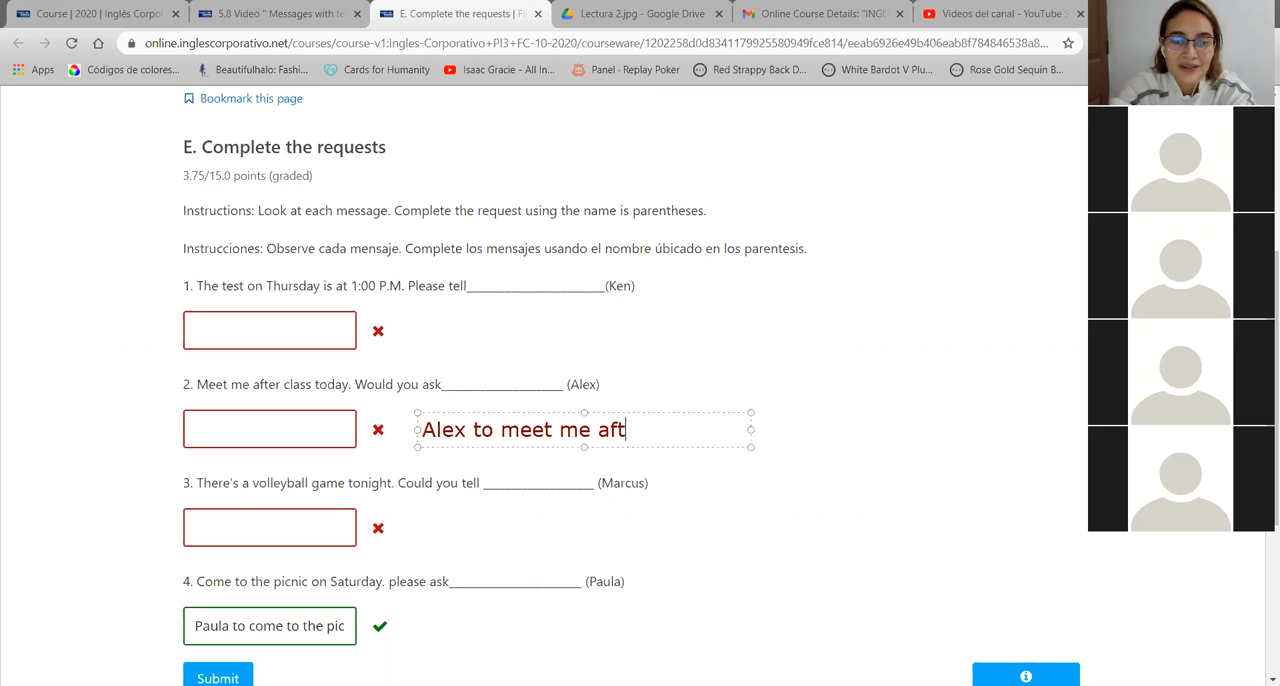 Course | 2020 | Inglés Corpo
5.8 Video " Messages with te
E. Complete the requests | Fi
Lectura 2.jpg - Google Drive
Online Course Details: "INGL
Videos del canal - YouTube S
online.inglescorporativo.net/courses/course-v1:Ingles-Corporativo+PI3+FC-10-2020/courseware/1202258d0d8341179925580949fce814/eeab6926e49b406eab8f784846538a8...
Apps
Códigos de colores...
Beautifulhalo: Fashi...
Cards for Humanity
Isaac Gracie - All In...
Panel · Replay Poker
Red Strappy Back D...
White Bardot V Plu...
Rose Gold Sequin B...
Bookmark this page
E. Complete the requests
3.75/15.0 points (graded)
Instructions: Look at each message. Complete the request using the name is parentheses.
Instrucciones: Observe cada mensaje. Complete los mensajes usando el nombre úbicado en los parentesis.
1. The test on Thursday is at 1:00 P.M. Please tell____________________(Ken)
2. Meet me after class today. Would you ask__________________ (Alex)
Alex to meet me aft
3. There's a volleyball game tonight. Could you tell ________________ (Marcus)
4. Come to the picnic on Saturday. please ask___________________ (Paula)
Paula to come to the pic
Submit